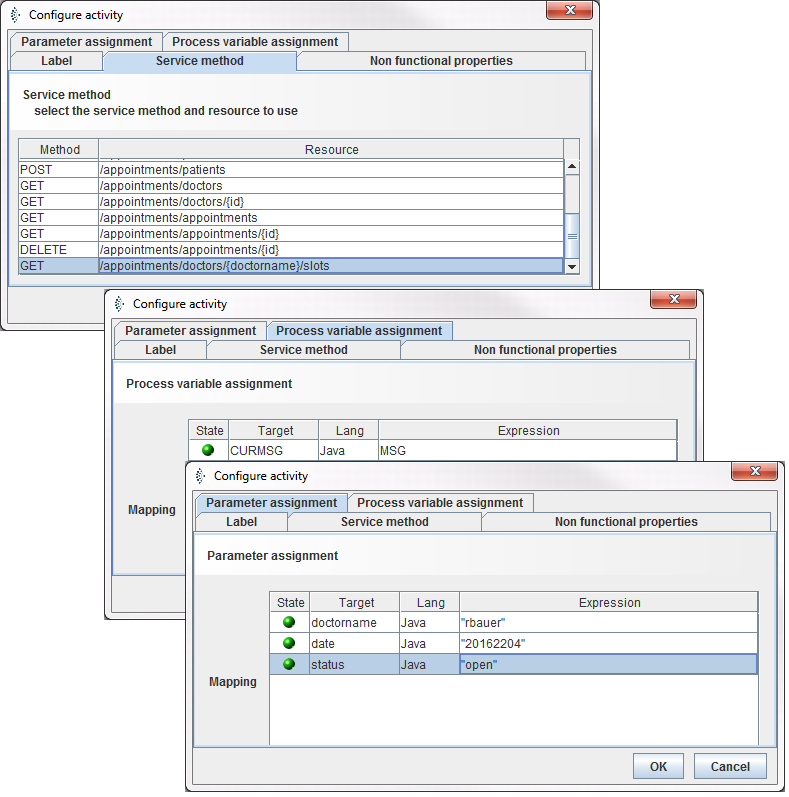 Configure activity
Parameter assignment Process variable assignment
Label Service method Non functional properties
Service method
select the service method and resource to use
Method Resource
POST /appointments/patients
GET /appointments/doctors
GET /appointments/doctors/{id}
GET /appointments/appointments
GET /appointments/appointments/{id}
DELETE /appointments/appointments/{id}
GET /appointments/doctors/{doctorname}/slots
Configure activity
Parameter assignment Process variable assignment
Label Service method Non functional properties
Process variable assignment
State Target Lang Expression
CURMSG Java MSG
Mapping
Configure activity
Parameter assignment Process variable assignment
Label Service method Non functional properties
Parameter assignment
State Target Lang Expression
doctorname Java "rbauer"
date Java "20162204"
status Java "open"
Mapping
OK Cancel